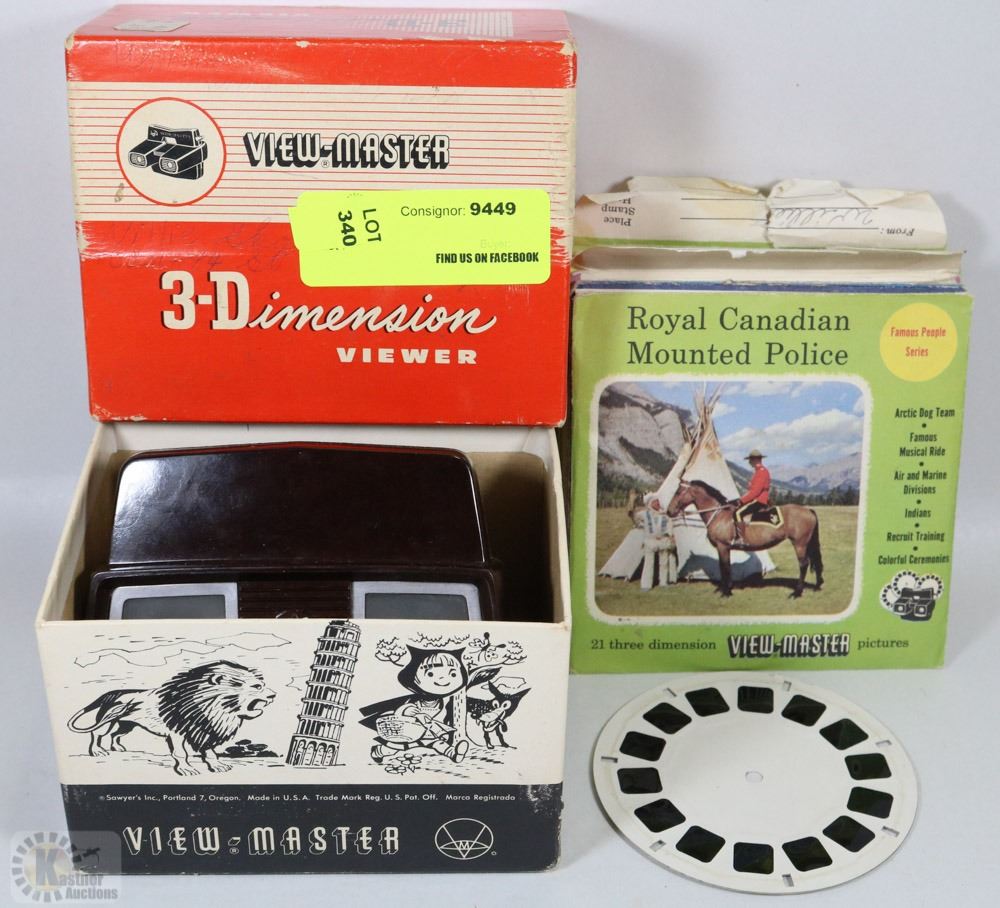 VIEW-MASTER®
LOT 340
Consignor: 9449
Buyer:
FIND US ON FACEBOOK
3-Dimension
VIEWER
Place
Stamp
From:
Royal Canadian
Mounted Police
Famous People
Series
Arctic Dog Team
•
Famous
Musical Ride
•
Air and Marine
Divisions
•
Indians
•
Recruit Training
•
Colorful Ceremonies
21 three dimension VIEW-MASTER pictures
® Sawyer's Inc., Portland 7, Oregon. Made in U.S.A. Trade Mark Reg. U.S. Pat. Off. Marca Registrada
VIEW-MASTER®
M
Kastner
Auctions